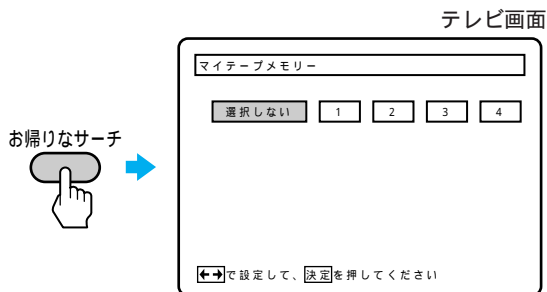 テレビ画面
マイテープメモリー
選択しない 1 2 3 4
お帰りなサーチ
←→で設定して、決定を押してください